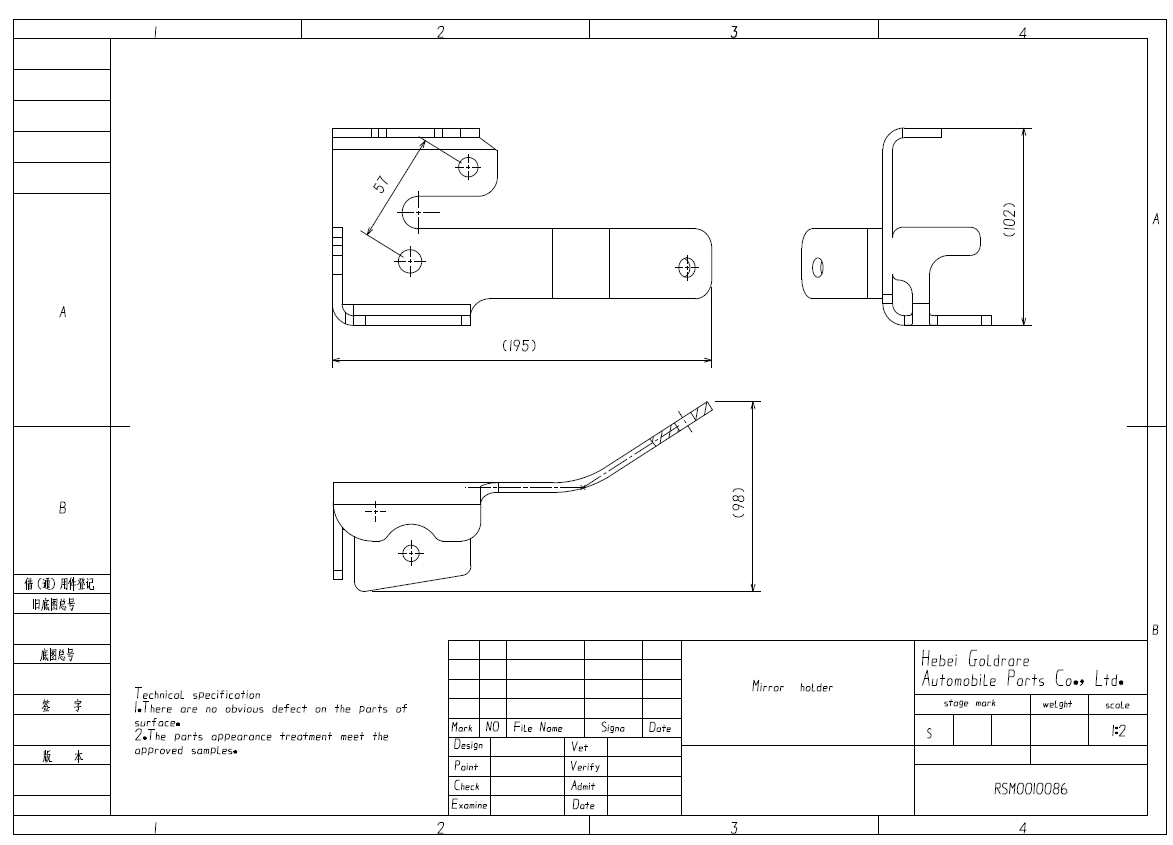 1 2 3 4
57
(102)
A
A
(195)
(98)
B
B
借(通)用件登记
旧底图总号
底图总号
签 字
版 本
Technical specification
1.There are no obvious defect on the parts of
surface.
2.The parts appearance treatment meet the
approved samples.
Mark NO File Name Signa Date
Design Vet
Point Verify
Check Admit
Examine Date
Mirror holder
Hebei Goldrare
Automobile Parts Co., Ltd.
stage mark weight scale
S 1:2
RSM0010086
1 2 3 4